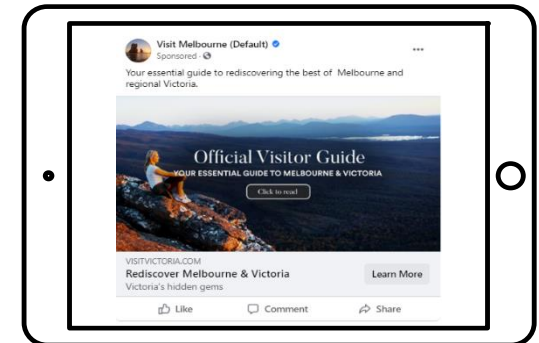 Visit Melbourne (Default)
Sponsored ·
Your essential guide to rediscovering the best of Melbourne and
regional Victoria.
Official Visitor Guide
YOUR ESSENTIAL GUIDE TO MELBOURNE & VICTORIA
Click to read
VISITVICTORIA.COM
Rediscover Melbourne & Victoria
Victoria's hidden gems
Learn More
Like Comment Share